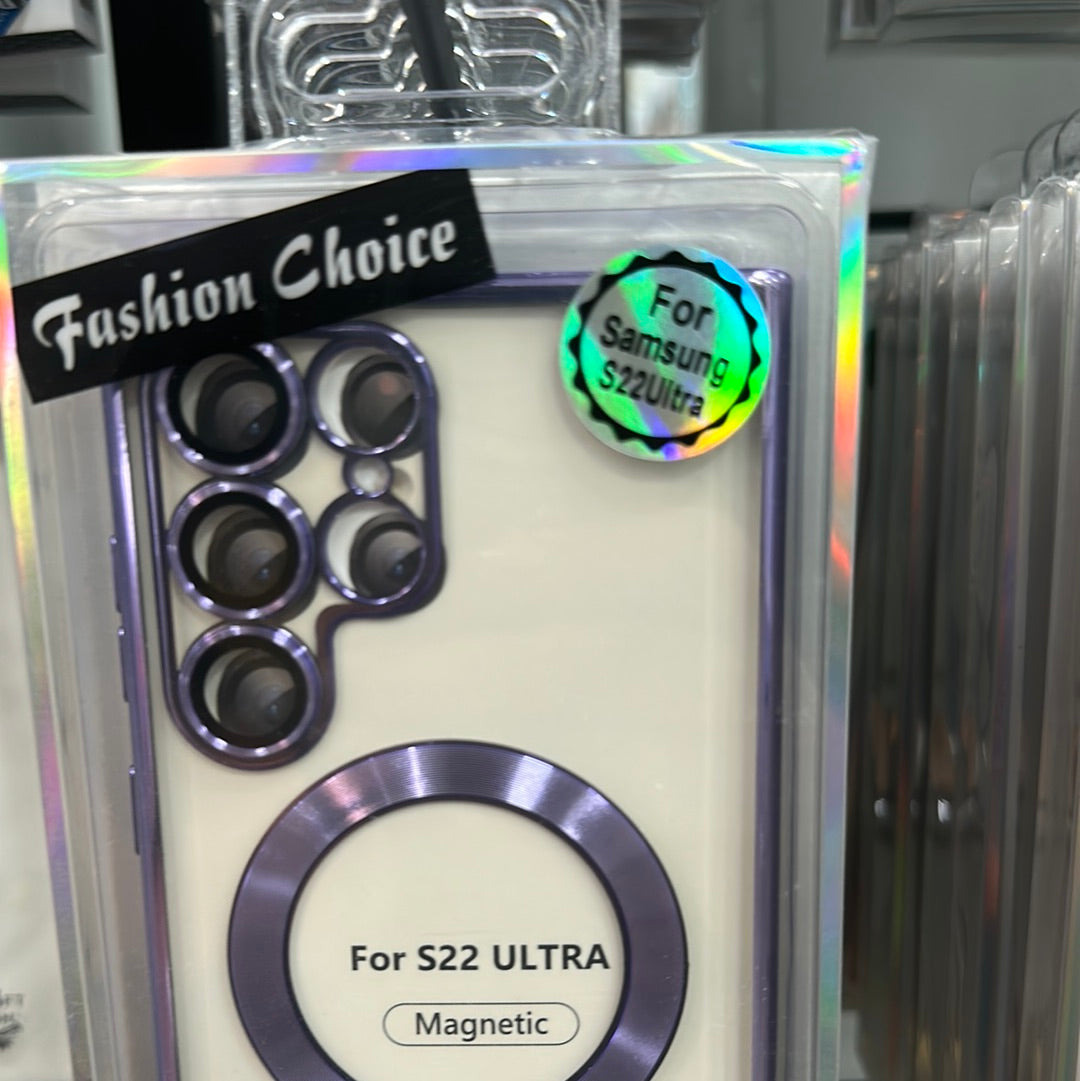 Fashion Choice
For
Samsung
S22Ultra
For S22 ULTRA
Magnetic